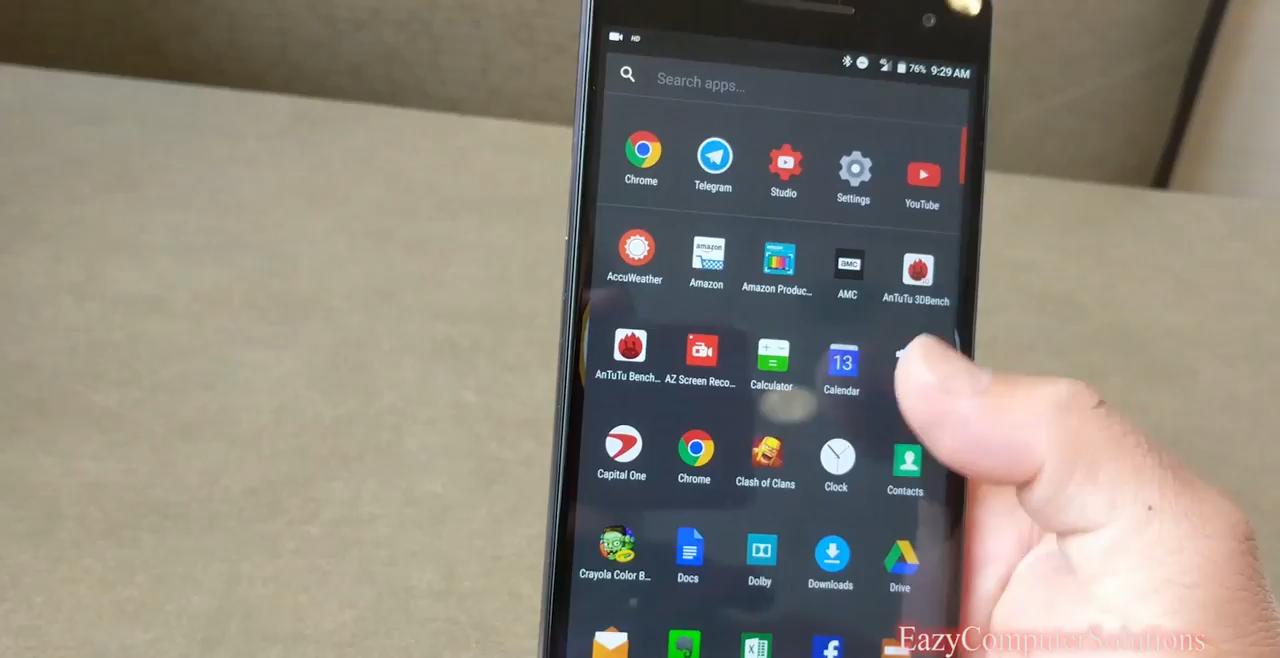 HD 4G 76% 9:29 AM
Search apps...
Chrome Telegram Studio Settings YouTube
amazon
AccuWeather Amazon Amazon Produc... AMC AnTuTu 3DBench
13
AnTuTu Bench... AZ Screen Reco... Calculator Calendar
Capital One Chrome Clash of Clans Clock Contacts
Crayola Color B... Docs Dolby Downloads Drive
EazyComputerSolutions